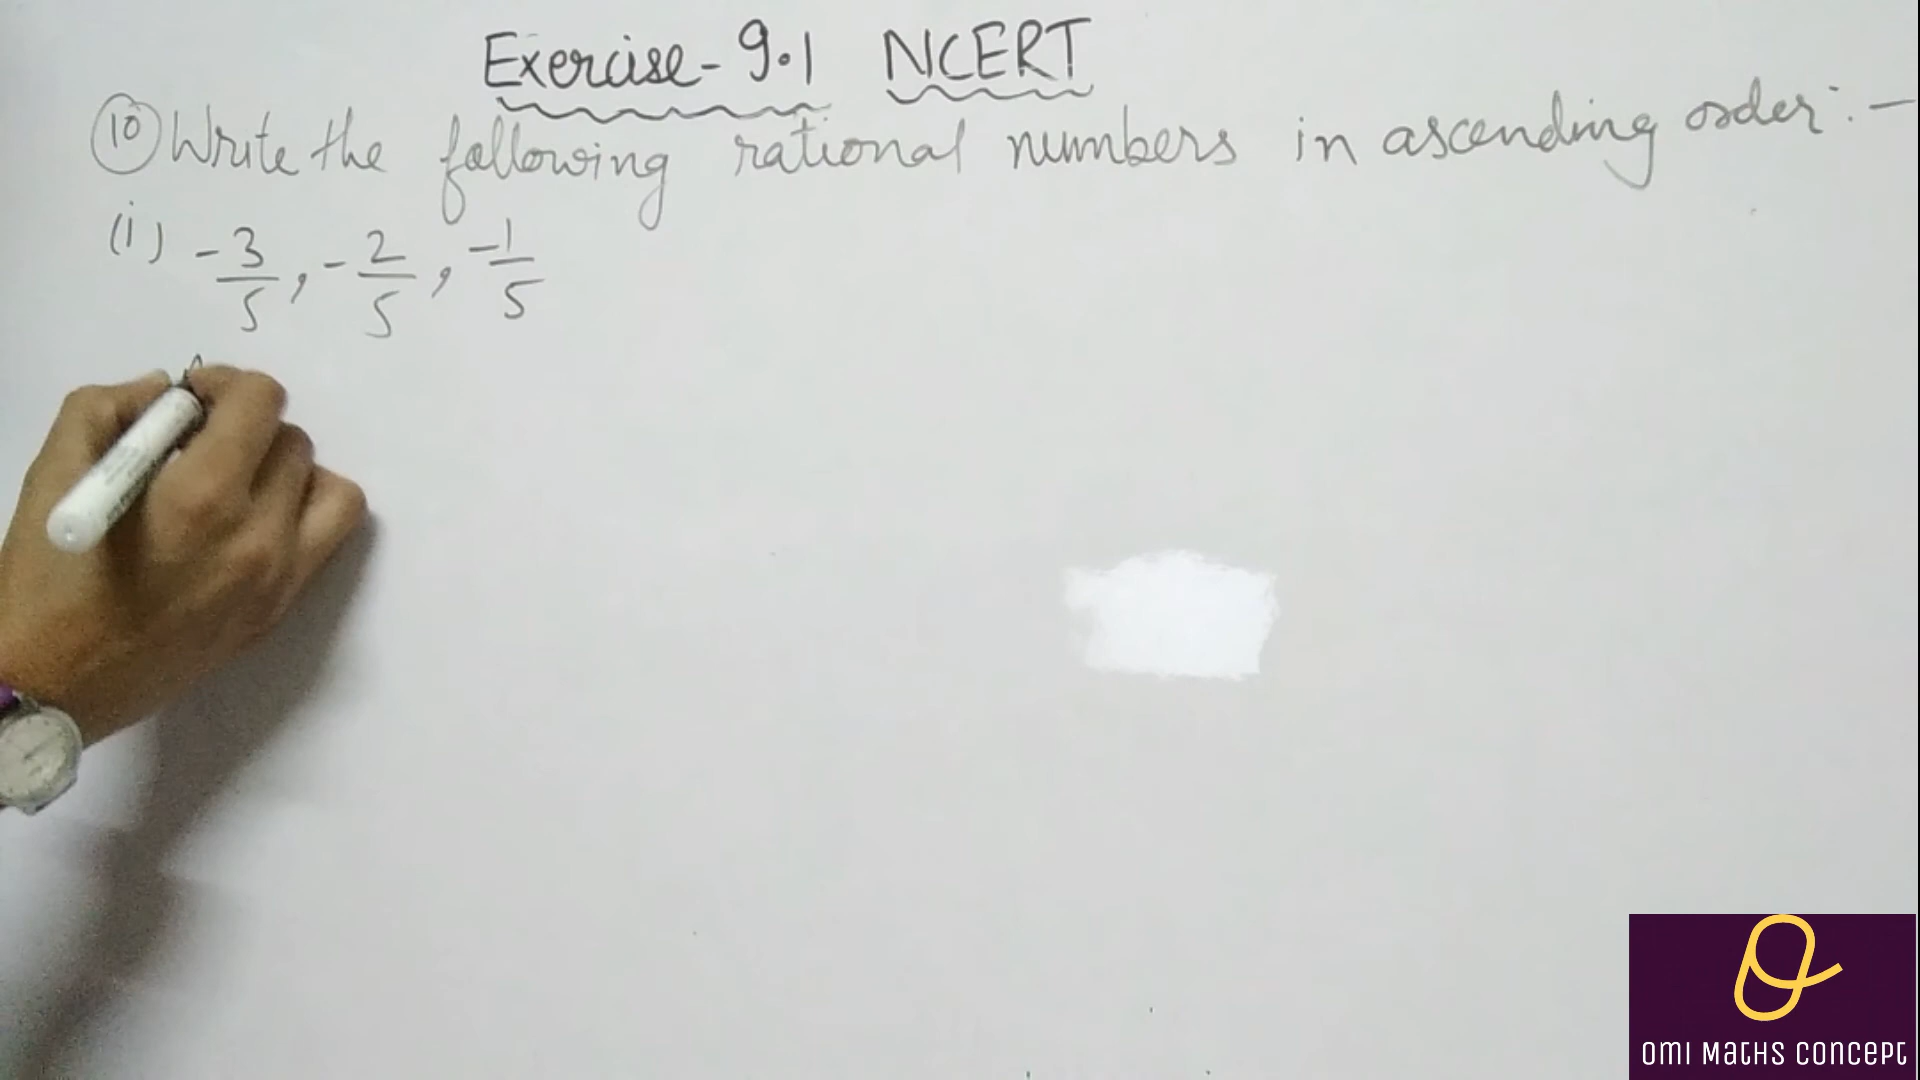 Exercise-9.1 NCERT
10 Write the following rational numbers in ascending order:-
(i) -3/5, -2/5, -1/5
OMI MATHS CONCEPT